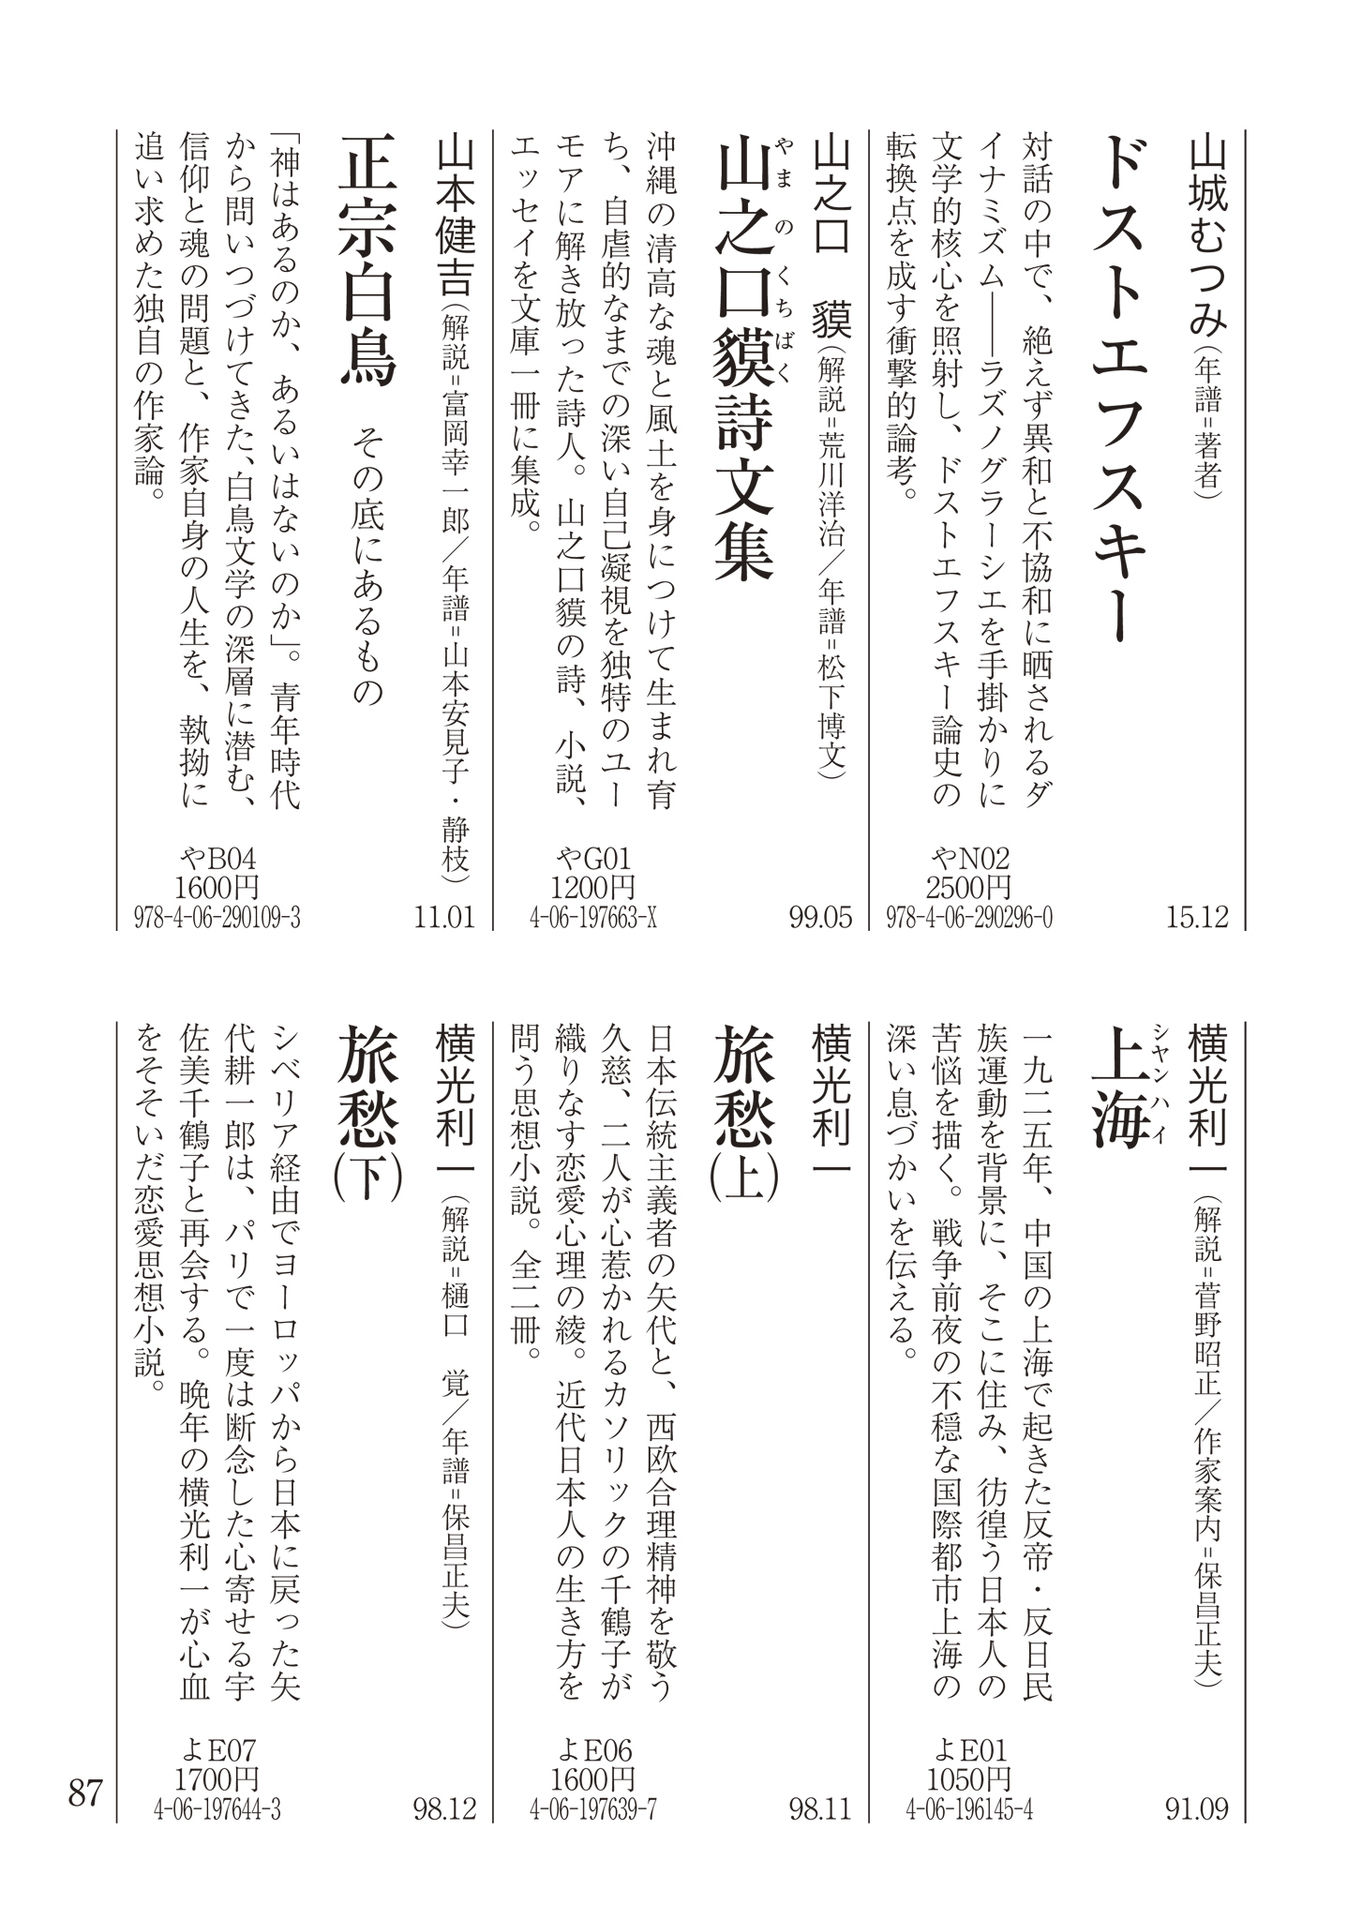 山城むつみ（年譜=著者）
ドストエフスキー
対話の中で、絶えず異和と不協和に晒されるダ
イナミズム――ラズノグラーシエを手掛かりに
文学的核心を照射し、ドストエフスキー論史の
転換点を成す衝撃的論考。
やN02
2500円
978-4-06-290296-0
15.12
山之口　貘（解説=荒川洋治／年譜=松下博文）
山之口貘詩文集
やまのくちばく
沖縄の清高な魂と風土を身につけて生まれ育
ち、自虐的なまでの深い自己凝視を独特のユー
モアに解き放った詩人。山之口貘の詩、小説、
エッセイを文庫一冊に集成。
やG01
1200円
4-06-197663-X
99.05
山本健吉（解説=富岡幸一郎／年譜=山本安見子・静枝）
正宗白鳥　その底にあるもの
「神はあるのか、あるいはないのか」。青年時代
から問いつづけてきた、白鳥文学の深層に潜む、
信仰と魂の問題と、作家自身の人生を、執拗に
追い求めた独自の作家論。
やB04
1600円
978-4-06-290109-3
11.01
横光利一（解説=菅野昭正／作家案内=保昌正夫）
上海
シャンハイ
一九二五年、中国の上海で起きた反帝・反日民
族運動を背景に、そこに住み、彷徨う日本人の
苦悩を描く。戦争前夜の不穏な国際都市上海の
深い息づかいを伝える。
よE01
1050円
4-06-196145-4
91.09
横光利一
旅愁（上）
日本伝統主義者の矢代と、西欧合理精神を敬う
久慈、二人が心惹かれるカソリックの千鶴子が
織りなす恋愛心理の綾。近代日本人の生き方を
問う思想小説。全二冊。
よE06
1600円
4-06-197639-7
98.11
横光利一（解説=樋口　覚／年譜=保昌正夫）
旅愁（下）
シベリア経由でヨーロッパから日本に戻った矢
代耕一郎は、パリで一度は断念した心寄せる宇
佐美千鶴子と再会する。晩年の横光利一が心血
をそそいだ恋愛思想小説。
よE07
1700円
4-06-197644-3
98.12
87